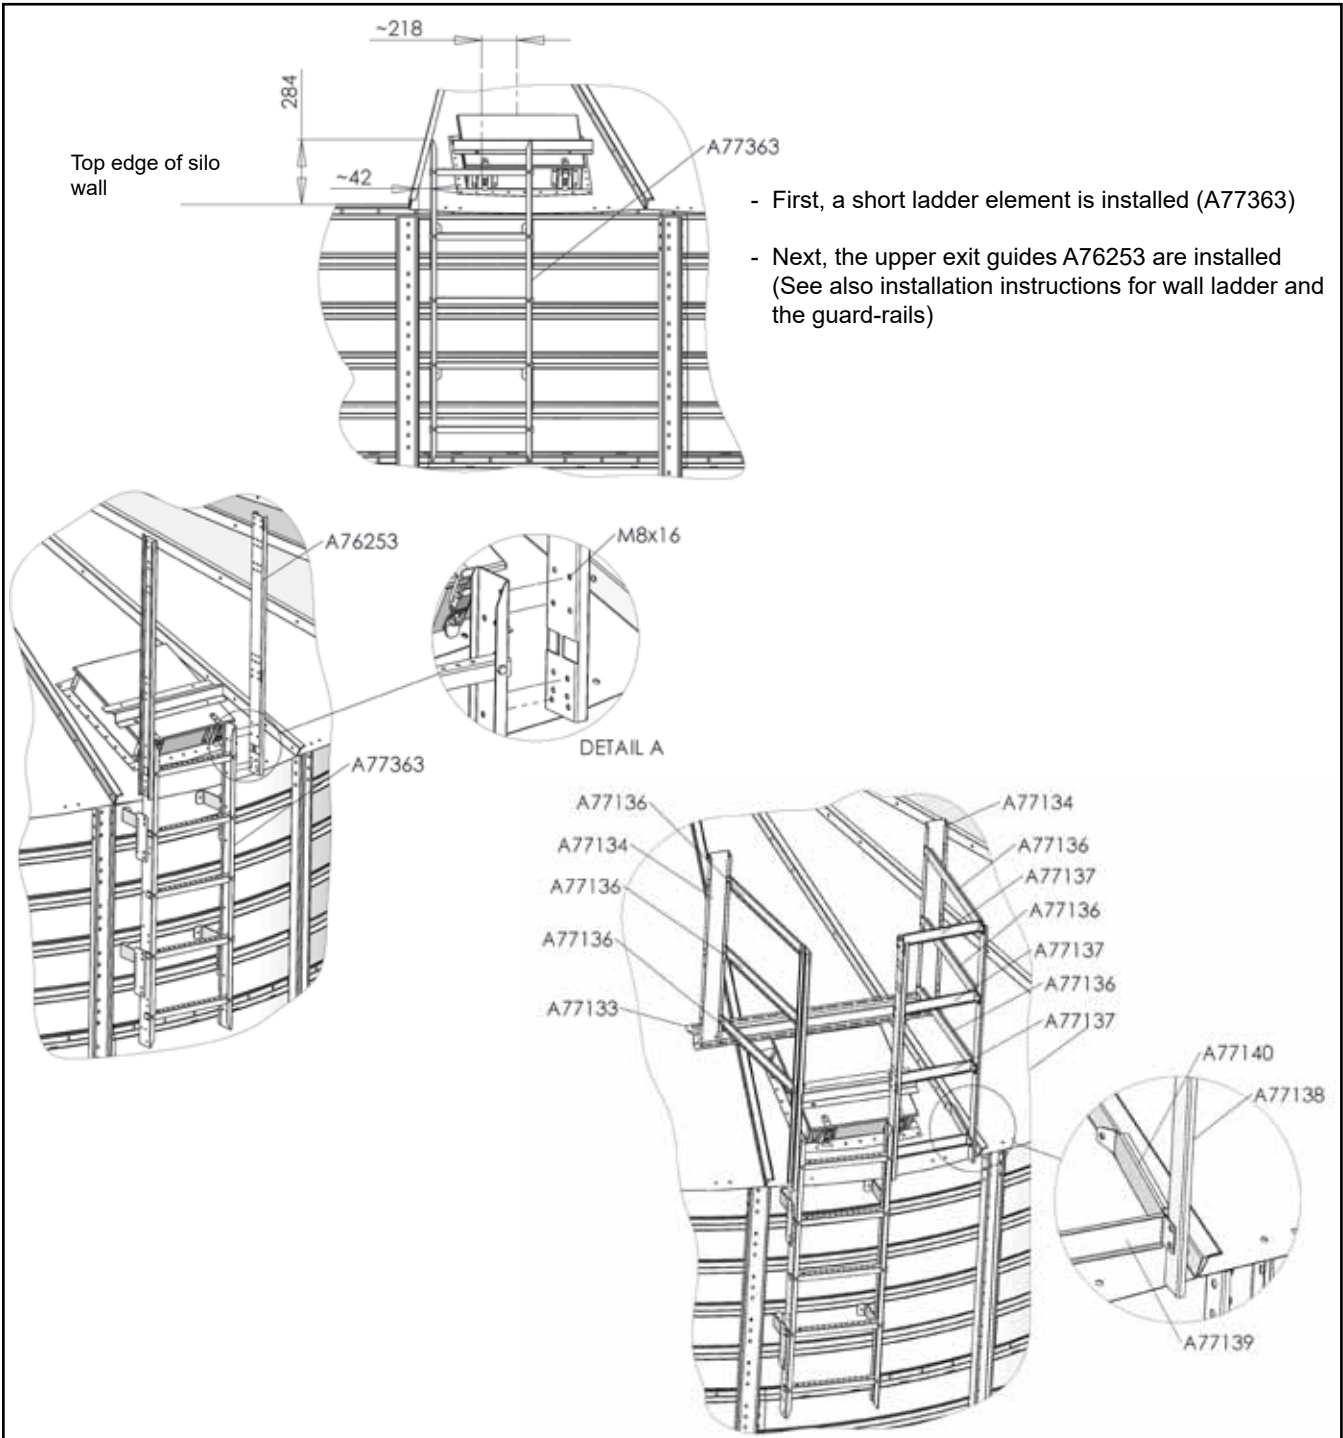 ~218
284
Top edge of silo
wall
~42
A77363
- First, a short ladder element is installed (A77363)
- Next, the upper exit guides A76253 are installed
(See also installation instructions for wall ladder and
the guard-rails)
A76253
M8x16
DETAIL A
A77363
A77136
A77134
A77136
A77136
A77133
A77134
A77136
A77137
A77136
A77137
A77136
A77137
A77140
A77138
A77139